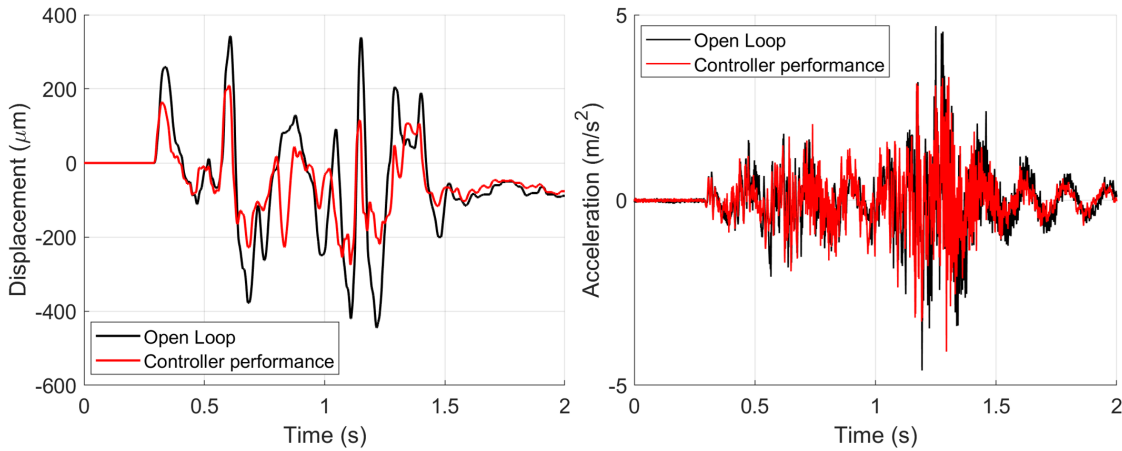 400
200
0
-200
-400
-600
Displacement (μm)
Open Loop
Controller performance
0
0.5
1
1.5
2
Time (s)
5
0
-5
Acceleration (m/s²)
Open Loop
Controller performance
0
0.5
1
1.5
2
Time (s)